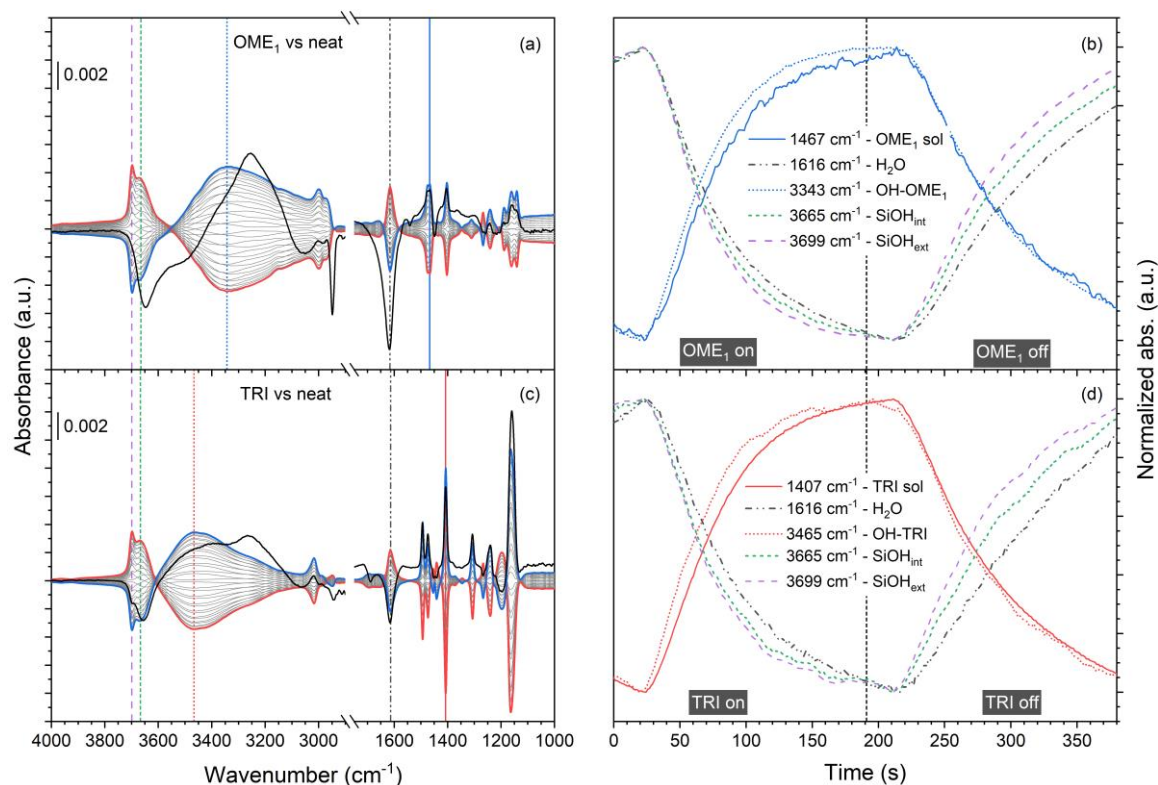 OME₁ vs neat
(a)
0.002
(b)
1467 cm⁻¹ - OME₁ sol
1616 cm⁻¹ - H₂O
3343 cm⁻¹ - OH-OME₁
3665 cm⁻¹ - SiOHint
3699 cm⁻¹ - SiOHext
OME₁ on
OME₁ off
TRI vs neat
(c)
0.002
(d)
1407 cm⁻¹ - TRI sol
1616 cm⁻¹ - H₂O
3465 cm⁻¹ - OH-TRI
3665 cm⁻¹ - SiOHint
3699 cm⁻¹ - SiOHext
TRI on
TRI off
Absorbance (a.u.)
Normalized abs. (a.u.)
4000 3800 3600 3400 3200 3000 1600 1400 1200 1000
0 50 100 150 200 250 300 350
Wavenumber (cm⁻¹)
Time (s)